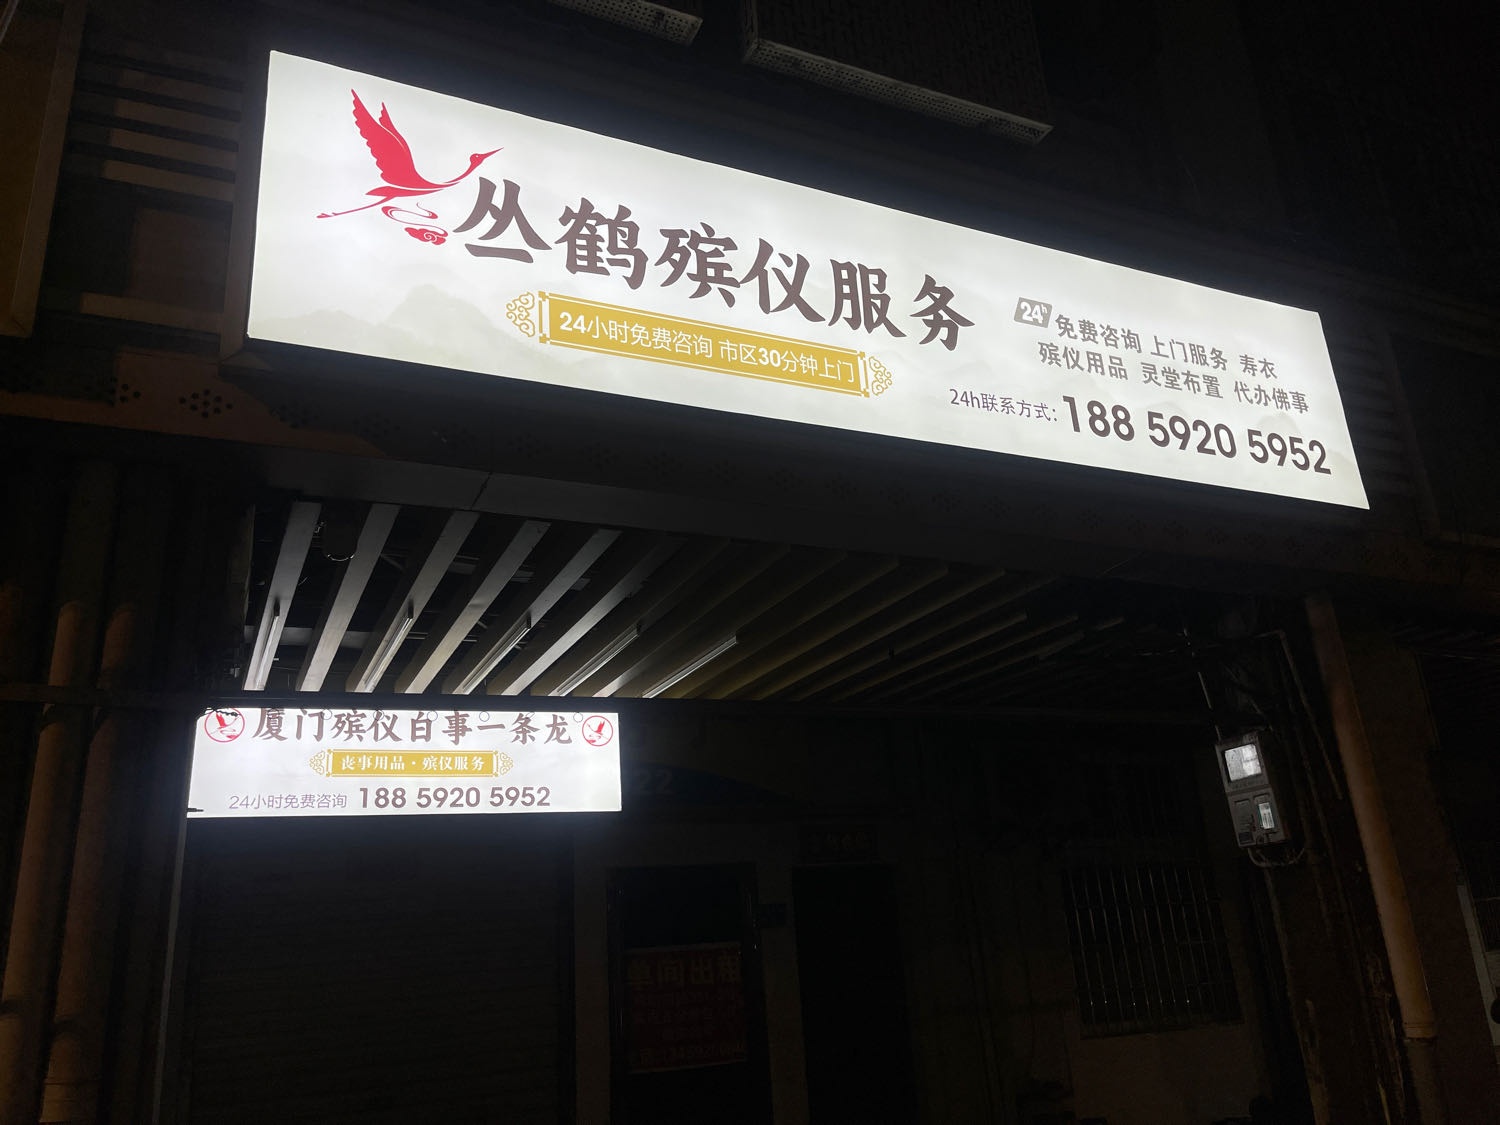 丛鹤殡仪服务
24小时免费咨询 市区30分钟上门
24h 免费咨询 上门服务 寿衣
殡仪用品 灵堂布置 代办佛事
24h联系方式：188 5920 5952
厦门殡仪白事一条龙
丧事用品·殡仪服务
24小时免费咨询 188 5920 5952
22
单间出租